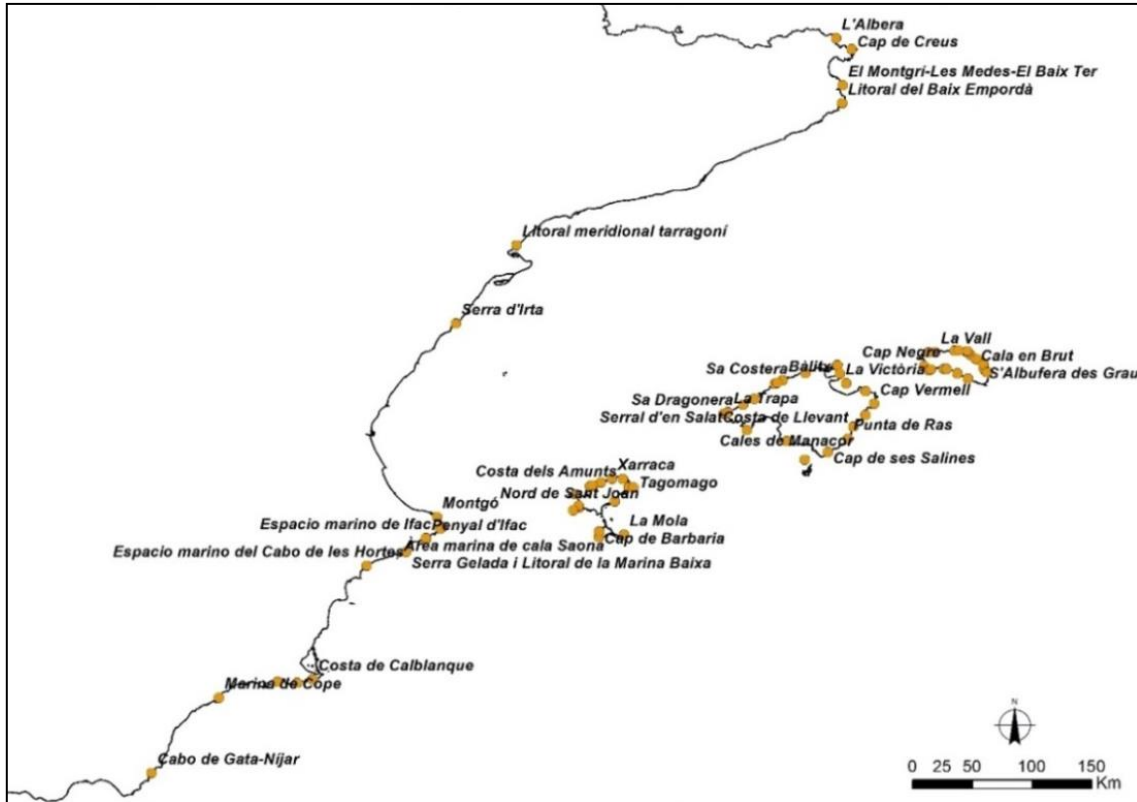 L'Albera
Cap de Creus
El Montgrí-Les Medes-El Baix Ter
Litoral del Baix Empordà
Litoral meridional tarragoní
Serra d'Irta
La Vall
Cap Negre
Cala en Brut
Sa Costera
Bàlitx
La Victòria
S'Albufera des Grau
Cap Vermell
Sa Dragonera
La Trapa
Serral d'en Salat
Costa de Llevant
Punta de Ras
Cales de Manacor
Cap de ses Salines
Costa dels Amunts
Xarraca
Tagomago
Nord de Sant Joan
Montgó
La Mola
Espacio marino de Ifac
Penyal d'Ifac
Cap de Barbaria
Àrea marina de cala Saona
Espacio marino del Cabo de les Hortes
Serra Gelada i Litoral de la Marina Baixa
Costa de Calblanque
Marina de Cope
Cabo de Gata-Níjar
N
0 25 50 100 150
Km